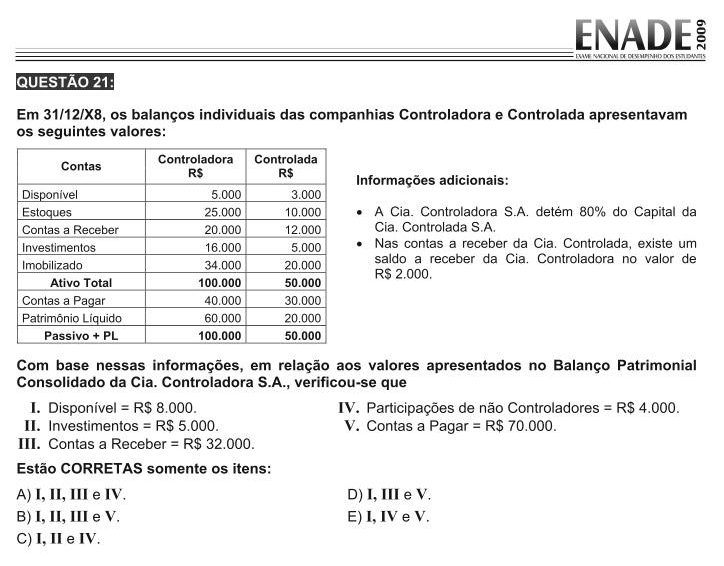 ENADE 2009
EXAME NACIONAL DE DESEMPENHO DOS ESTUDANTES
QUESTÃO 21:
Em 31/12/X8, os balanços individuais das companhias Controladora e Controlada apresentavam
os seguintes valores:
Contas Controladora R$ Controlada R$
Disponível 5.000 3.000
Estoques 25.000 10.000
Contas a Receber 20.000 12.000
Investimentos 16.000 5.000
Imobilizado 34.000 20.000
Ativo Total 100.000 50.000
Contas a Pagar 40.000 30.000
Patrimônio Líquido 60.000 20.000
Passivo + PL 100.000 50.000
Informações adicionais:
• A Cia. Controladora S.A. detém 80% do Capital da
Cia. Controlada S.A.
• Nas contas a receber da Cia. Controlada, existe um
saldo a receber da Cia. Controladora no valor de
R$ 2.000.
Com base nessas informações, em relação aos valores apresentados no Balanço Patrimonial
Consolidado da Cia. Controladora S.A., verificou-se que
I. Disponível = R$ 8.000.
II. Investimentos = R$ 5.000.
III. Contas a Receber = R$ 32.000.
IV. Participações de não Controladores = R$ 4.000.
V. Contas a Pagar = R$ 70.000.
Estão CORRETAS somente os itens:
A) I, II, III e IV.
B) I, II, III e V.
C) I, II e IV.
D) I, III e V.
E) I, IV e V.